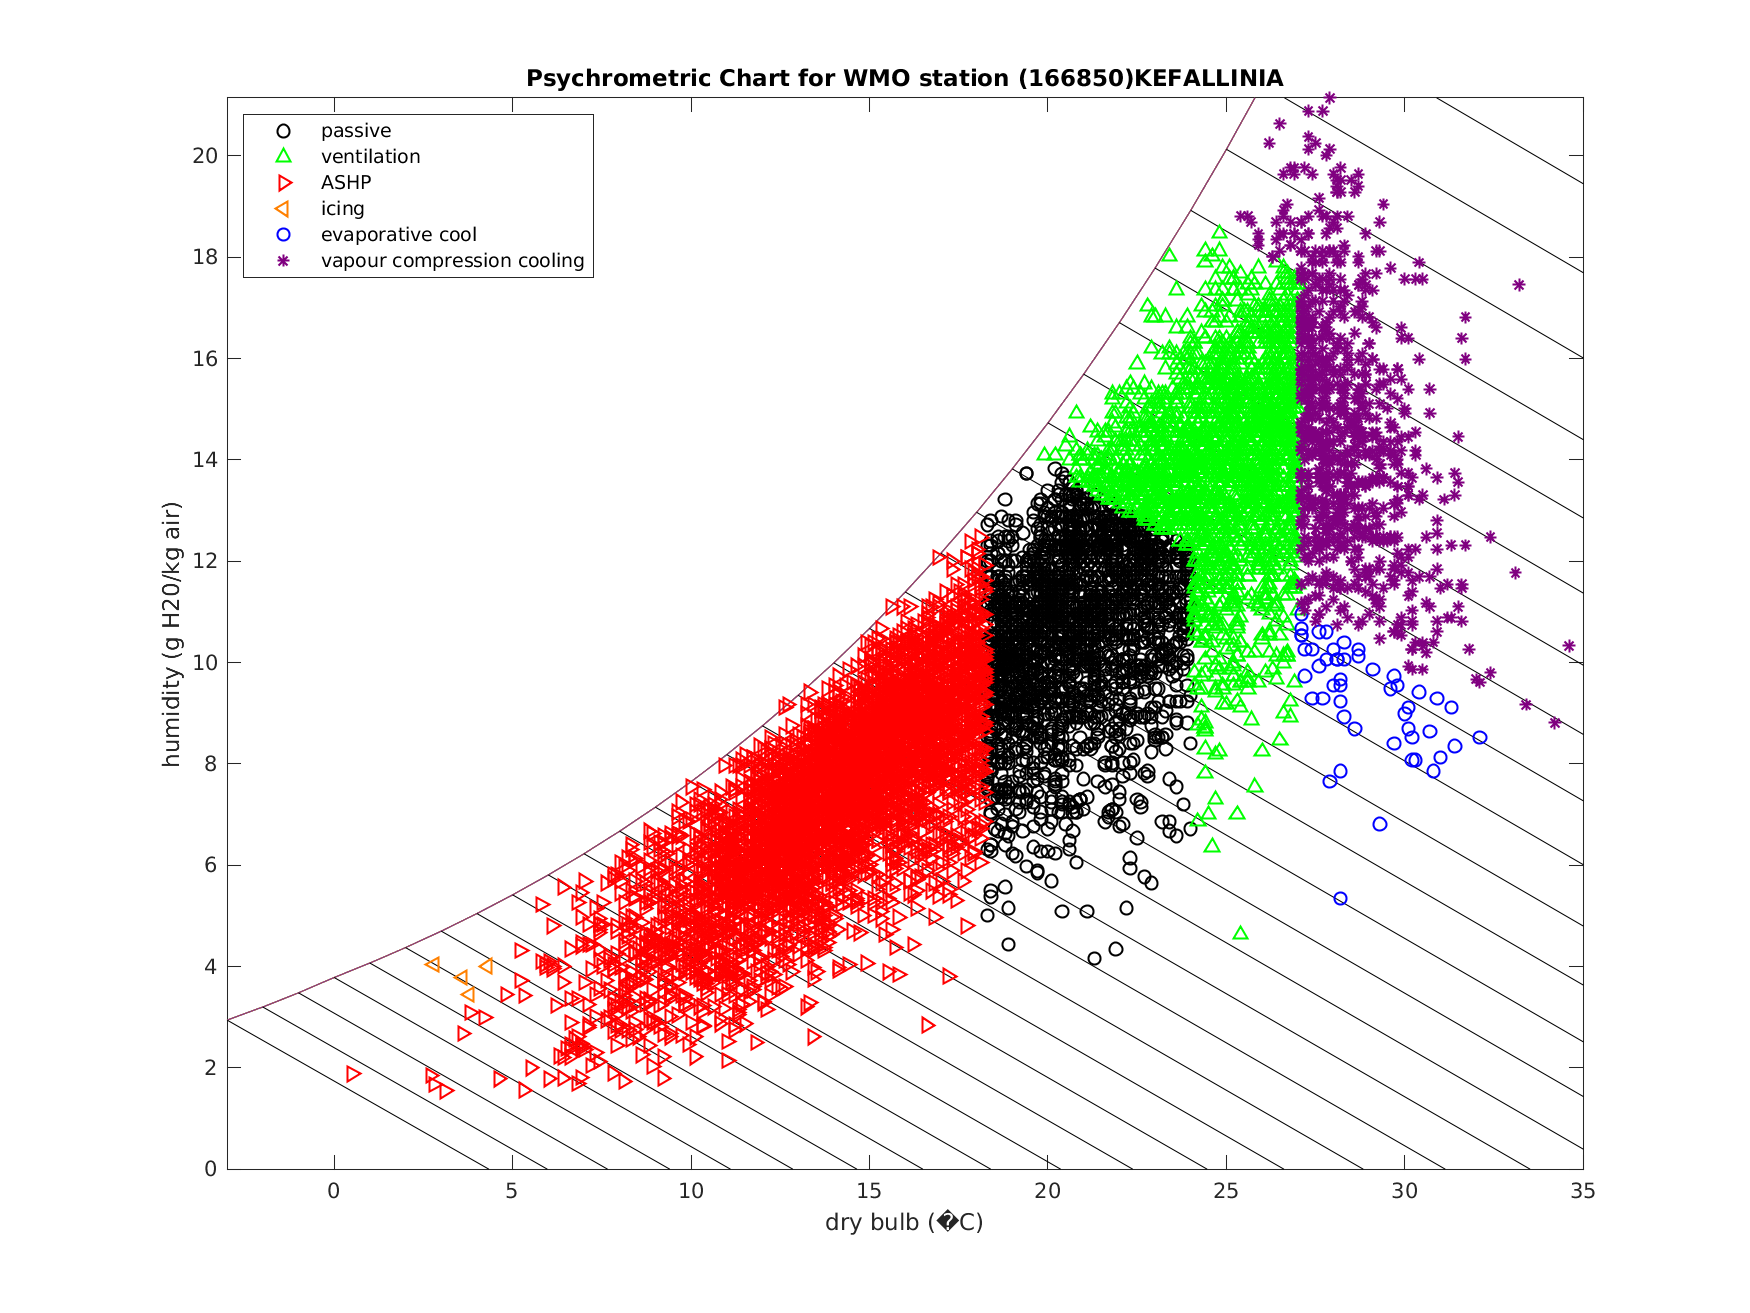 Psychrometric Chart for WMO station (166850)KEFALLINIA
passive
ventilation
ASHP
icing
evaporative cool
vapour compression cooling
humidity (g H20/kg air)
20
18
16
14
12
10
8
6
4
2
0
0 5 10 15 20 25 30 35
dry bulb (�C)